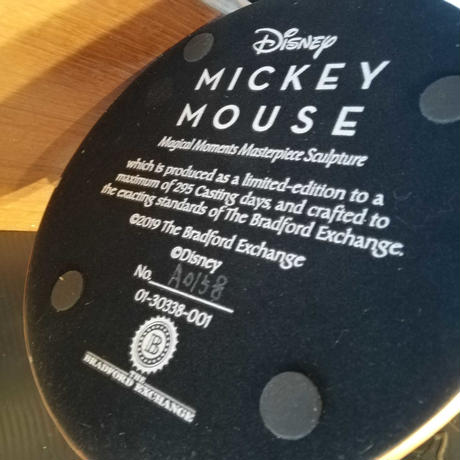 Disney
MICKEY
MOUSE
Magical Moments Masterpiece Sculpture
which is produced as a limited-edition to a
maximum of 295 Casting days, and crafted to
the exacting standards of The Bradford Exchange.
©2019 The Bradford Exchange
©Disney
No. A0158
01-30338-001
B
THE
BRADFORD EXCHANGE